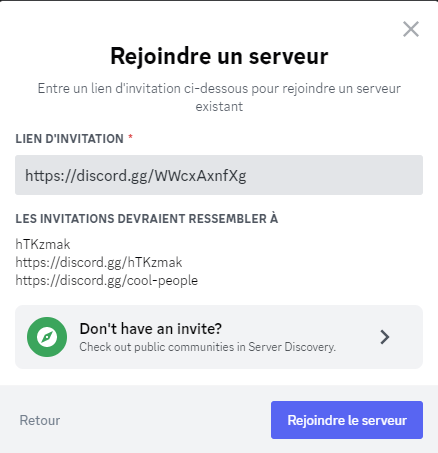 Rejoindre un serveur
Entre un lien d'invitation ci-dessous pour rejoindre un serveur
existant
LIEN D'INVITATION *
https://discord.gg/WWcxAxnfXg
LES INVITATIONS DEVRAIENT RESSEMBLER À
hTKzmak
https://discord.gg/hTKzmak
https://discord.gg/cool-people
Don't have an invite?
Check out public communities in Server Discovery.
Retour
Rejoindre le serveur